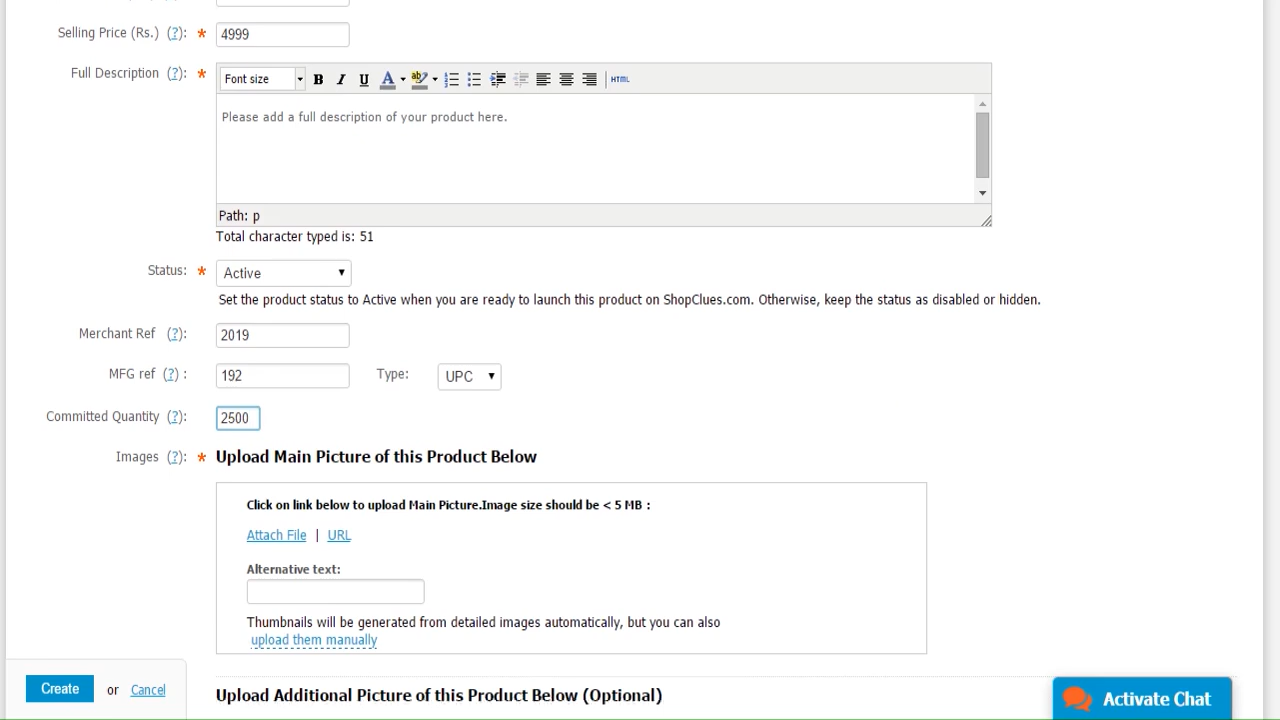 Selling Price (Rs.) (?): * 4999
Full Description (?): *
Font size B I U A ab HTML
Please add a full description of your product here.
Path: p
Total character typed is: 51
Status: * Active
Set the product status to Active when you are ready to launch this product on ShopClues.com. Otherwise, keep the status as disabled or hidden.
Merchant Ref (?): 2019
MFG ref (?) : 192 Type: UPC
Committed Quantity (?): 2500
Images (?): * Upload Main Picture of this Product Below
Click on link below to upload Main Picture.Image size should be < 5 MB :
Attach File | URL
Alternative text:
Thumbnails will be generated from detailed images automatically, but you can also
upload them manually
Create or Cancel
Upload Additional Picture of this Product Below (Optional)
Activate Chat